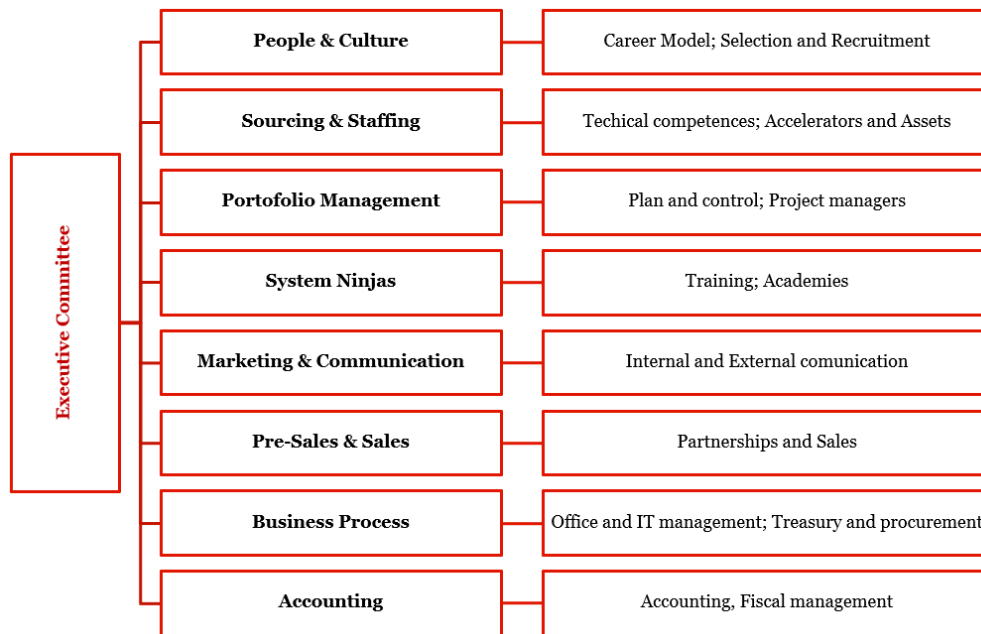 Executive Committee
People & Culture
Career Model; Selection and Recruitment
Sourcing & Staffing
Techical competences; Accelerators and Assets
Portofolio Management
Plan and control; Project managers
System Ninjas
Training; Academies
Marketing & Communication
Internal and External comunication
Pre-Sales & Sales
Partnerships and Sales
Business Process
Office and IT management; Treasury and procurement
Accounting
Accounting, Fiscal management